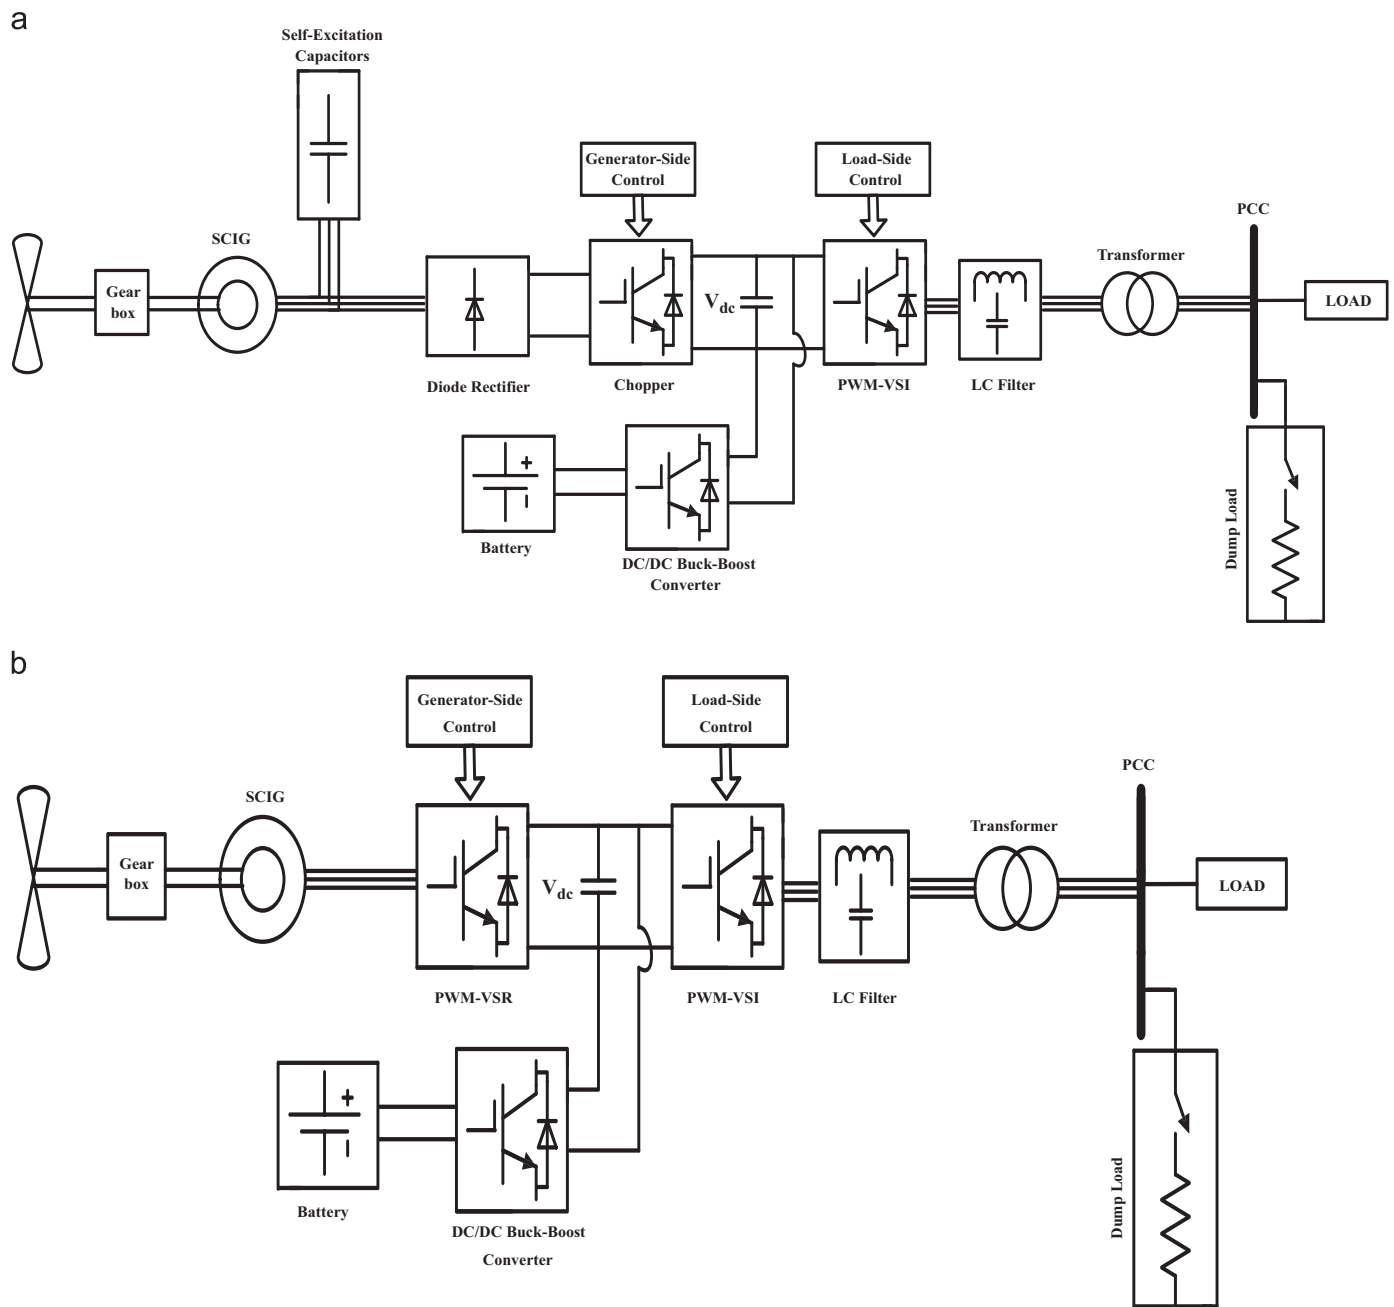 a
Self-Excitation
Capacitors
Generator-Side
Control
Load-Side
Control
PCC
SCIG
Transformer
Gear
box
V dc
LOAD
Diode Rectifier
Chopper
PWM-VSI
LC Filter
+
Battery
DC/DC Buck-Boost
Converter
Dump Load
b
Generator-Side
Control
Load-Side
Control
PCC
SCIG
Transformer
Gear
box
V dc
LOAD
PWM-VSR
PWM-VSI
LC Filter
+
Battery
DC/DC Buck-Boost
Converter
Dump Load